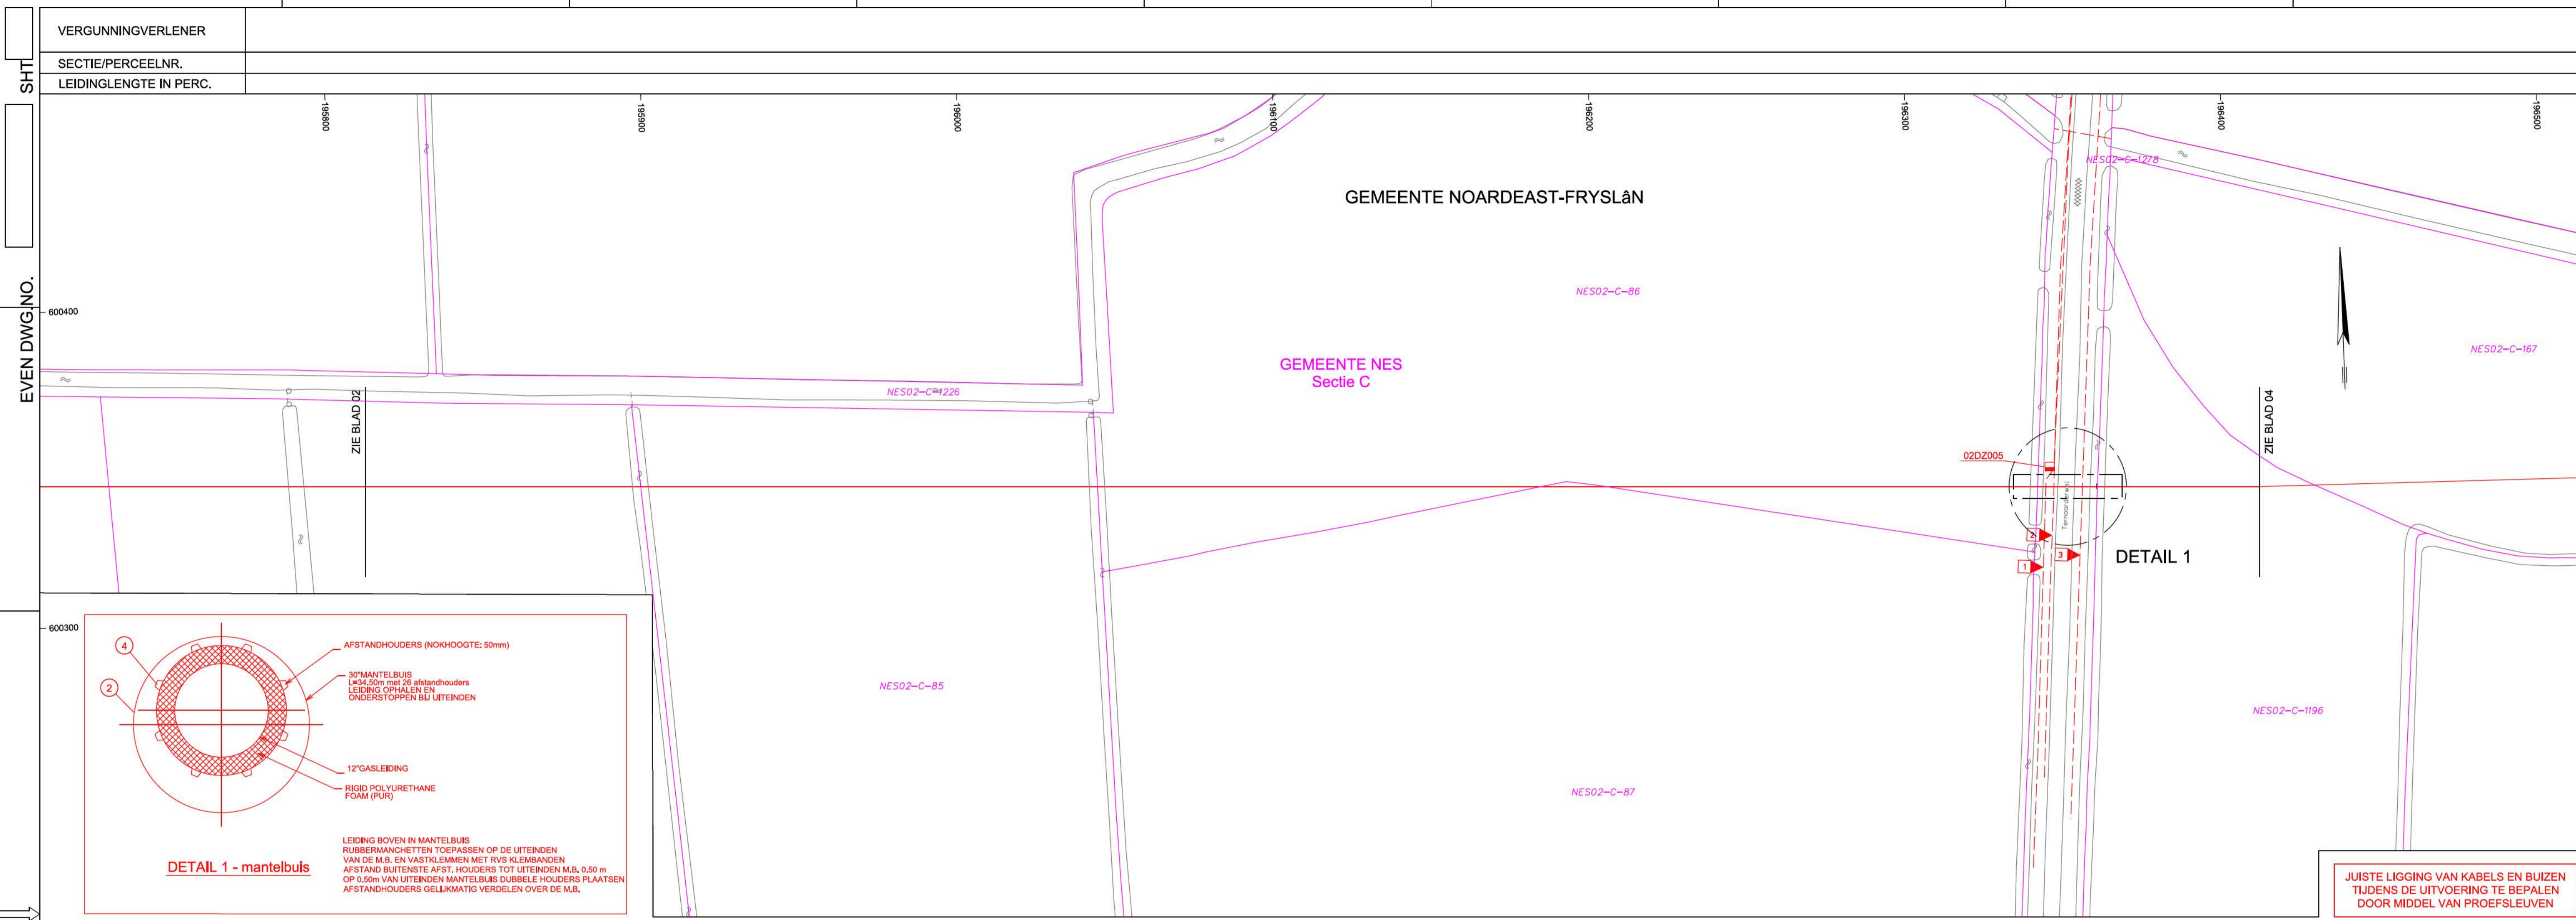 VERGUNNINGVERLENER
SECTIE/PERCEELNR.
LEIDINGLENGTE IN PERC.
SHT
EVEN DWG.NO.
195800
195900
196000
196100
196200
196300
196400
196500
GEMEENTE NOARDEAST-FRYSLâN
NES02-C-1278
NES02-C-86
600400
GEMEENTE NES
Sectie C
NES02-C-167
NES02-C-1226
ZIE BLAD 02
ZIE BLAD 04
02DZ005
Ternaarderwei
2
3
1
DETAIL 1
600300
NES02-C-85
NES02-C-1196
NES02-C-87
4
2
AFSTANDHOUDERS (NOKHOOGTE: 50mm)
30"MANTELBUIS
L=34,50m met 26 afstandhouders
LEIDING OPHALEN EN
ONDERSTOPPEN BIJ UITEINDEN
12"GASLEIDING
RIGID POLYURETHANE
FOAM (PUR)
DETAIL 1 - mantelbuis
LEIDING BOVEN IN MANTELBUIS
RUBBERMANCHETTEN TOEPASSEN OP DE UITEINDEN
VAN DE M.B. EN VASTKLEMMEN MET RVS KLEMBANDEN
AFSTAND BUITENSTE AFST. HOUDERS TOT UITEINDEN M.B. 0,50 m
OP 0,50m VAN UITEINDEN MANTELBUIS DUBBELE HOUDERS PLAATSEN
AFSTANDHOUDERS GELIJKMATIG VERDELEN OVER DE M.B.
JUISTE LIGGING VAN KABELS EN BUIZEN
TIJDENS DE UITVOERING TE BEPALEN
DOOR MIDDEL VAN PROEFSLEUVEN